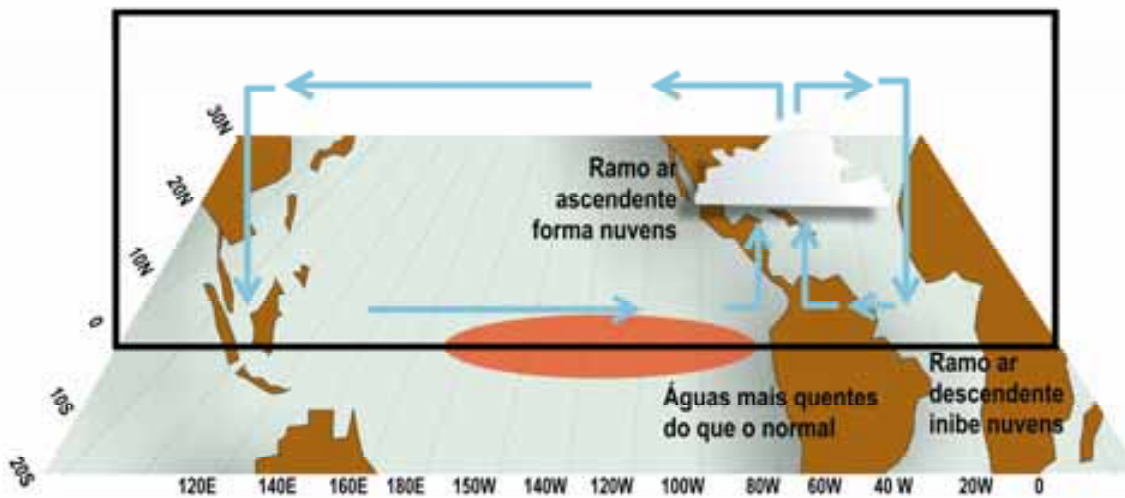 30N
20N
10N
0
10S
20S
Ramo ar
ascendente
forma nuvens
Águas mais quentes
do que o normal
Ramo ar
descendente
inibe nuvens
120E 140E 160E 180E 150W 140W 120W 100W 80W 60W 40 W 20W 0